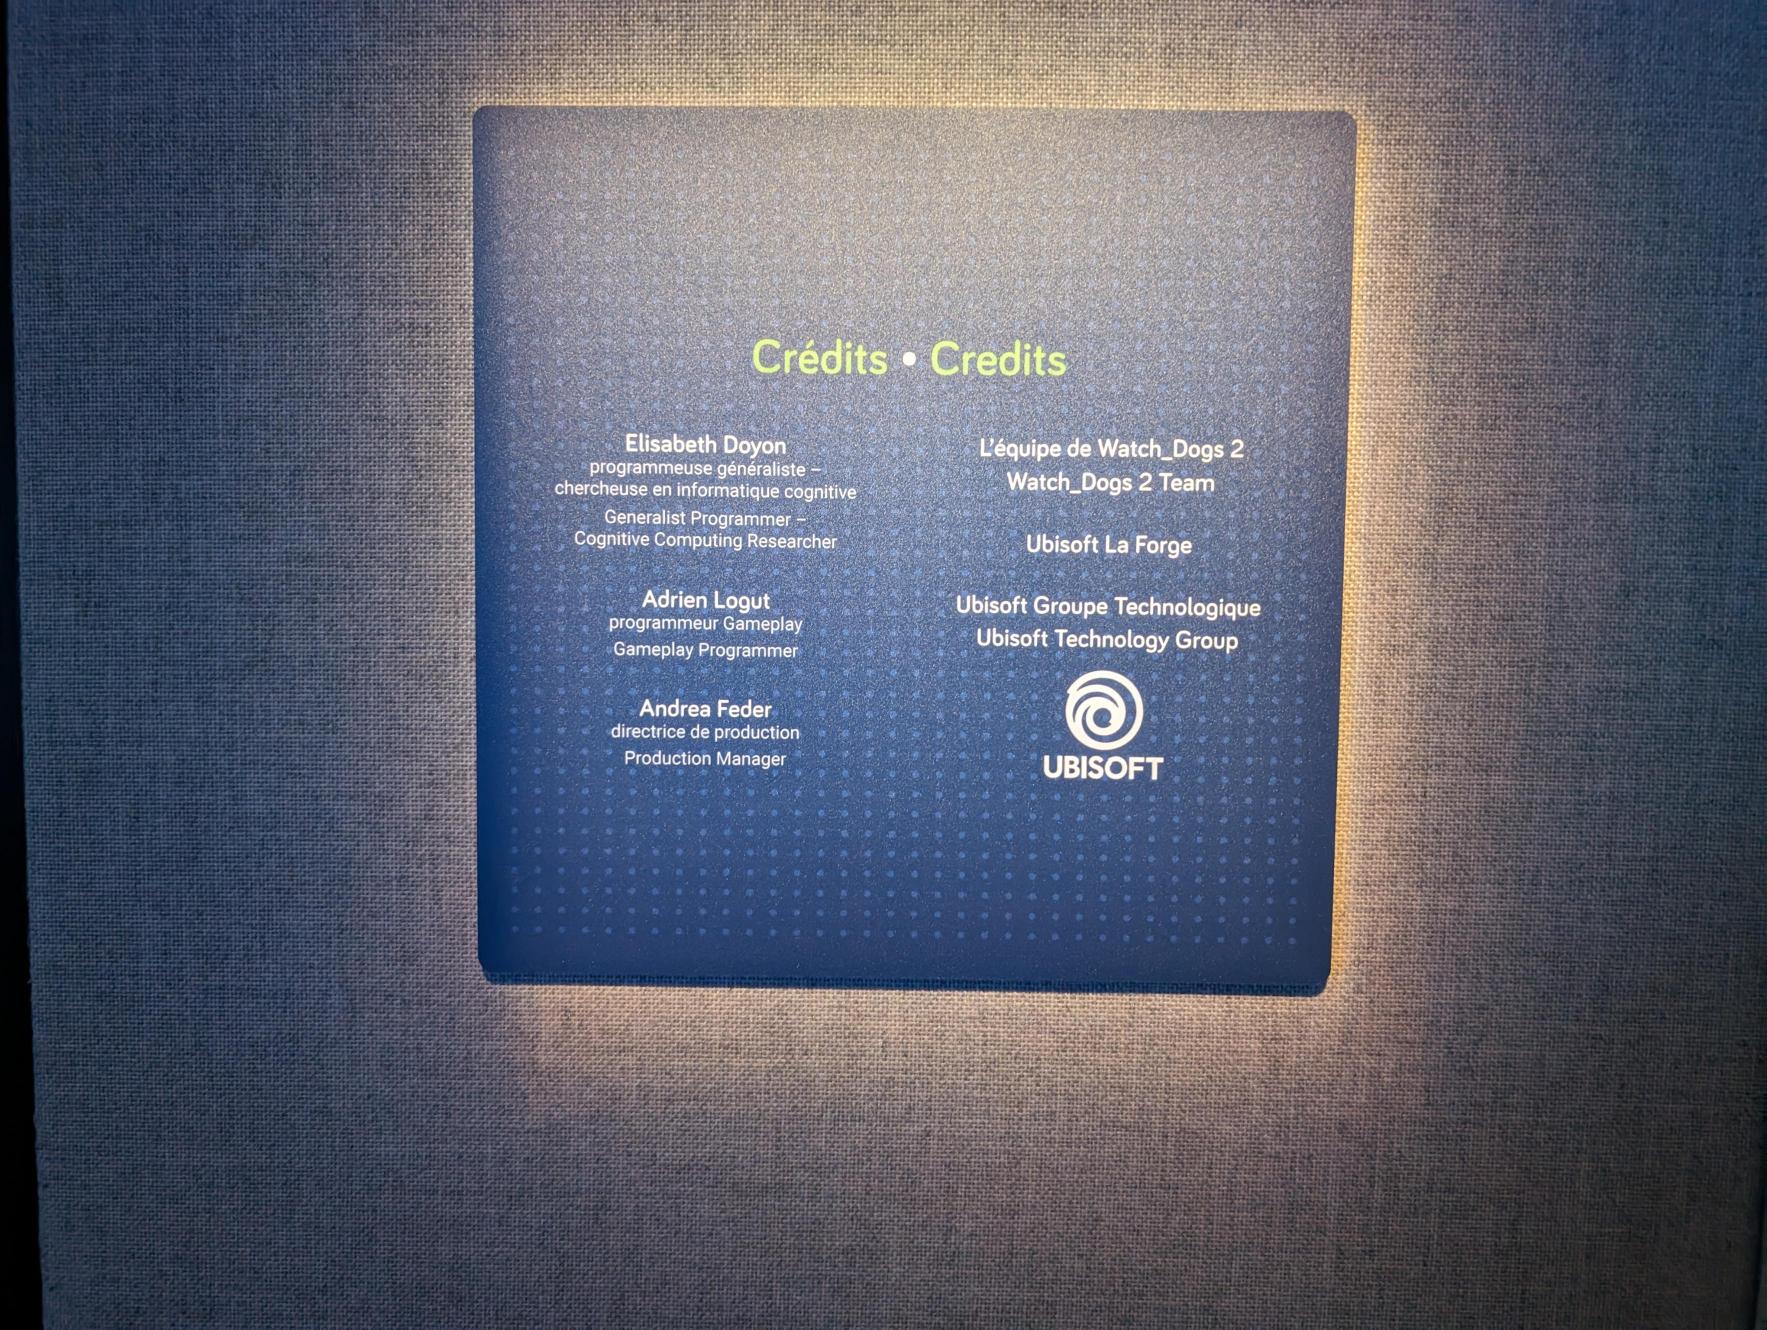 Crédits • Credits
Elisabeth Doyon
programmeuse généraliste –
chercheuse en informatique cognitive
Generalist Programmer –
Cognitive Computing Researcher
Adrien Logut
programmeur Gameplay
Gameplay Programmer
Andrea Feder
directrice de production
Production Manager
L'équipe de Watch_Dogs 2
Watch_Dogs 2 Team
Ubisoft La Forge
Ubisoft Groupe Technologique
Ubisoft Technology Group
UBISOFT